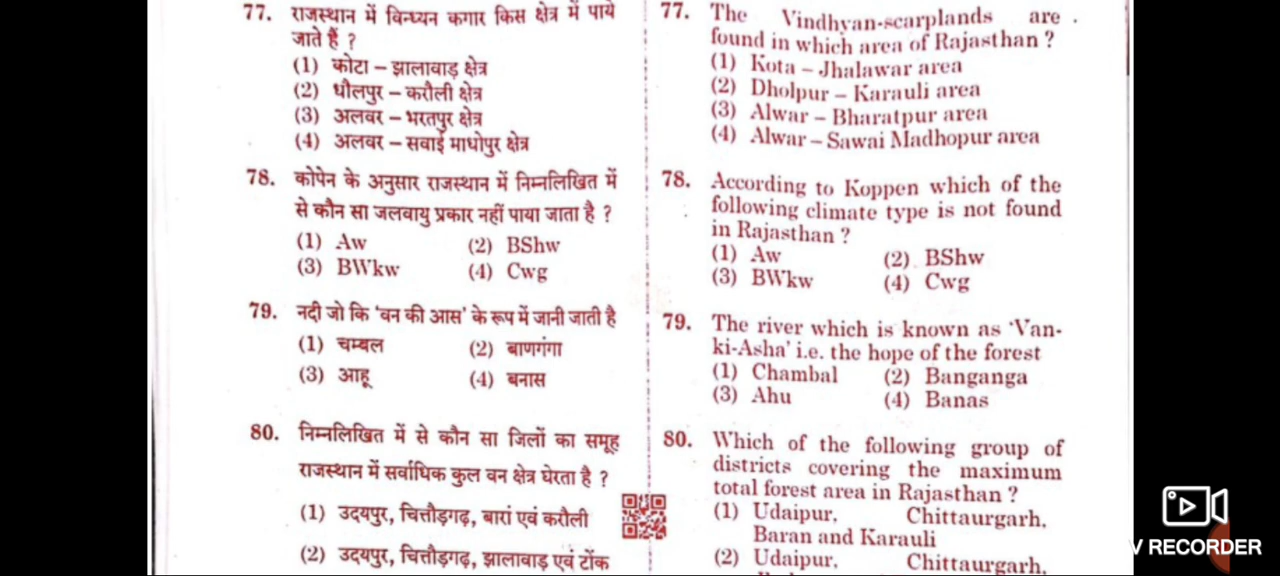 77. राजस्थान में विन्ध्यन कगार किस क्षेत्र में पाये
जाते हैं ?
(1) कोटा – झालावाड़ क्षेत्र
(2) धौलपुर – करौली क्षेत्र
(3) अलवर – भरतपुर क्षेत्र
(4) अलवर – सवाई माधोपुर क्षेत्र
78. कोपेन के अनुसार राजस्थान में निम्नलिखित में
से कौन सा जलवायु प्रकार नहीं पाया जाता है ?
(1) Aw (2) BShw
(3) BWkw (4) Cwg
79. नदी जो कि 'वन की आस' के रूप में जानी जाती है
(1) चम्बल (2) बाणगंगा
(3) आहू (4) बनास
80. निम्नलिखित में से कौन सा जिलों का समूह
राजस्थान में सर्वाधिक कुल वन क्षेत्र घेरता है ?
(1) उदयपुर, चित्तौड़गढ़, बारां एवं करौली
(2) उदयपुर, चित्तौड़गढ़, झालावाड़ एवं टोंक
77. The Vindhyan-scarplands are
found in which area of Rajasthan ?
(1) Kota – Jhalawar area
(2) Dholpur – Karauli area
(3) Alwar – Bharatpur area
(4) Alwar – Sawai Madhopur area
78. According to Koppen which of the
following climate type is not found
in Rajasthan ?
(1) Aw (2) BShw
(3) BWkw (4) Cwg
79. The river which is known as 'Van-
ki-Asha' i.e. the hope of the forest
(1) Chambal (2) Banganga
(3) Ahu (4) Banas
80. Which of the following group of
districts covering the maximum
total forest area in Rajasthan ?
(1) Udaipur, Chittaurgarh,
Baran and Karauli
(2) Udaipur, Chittaurgarh,
V RECORDER